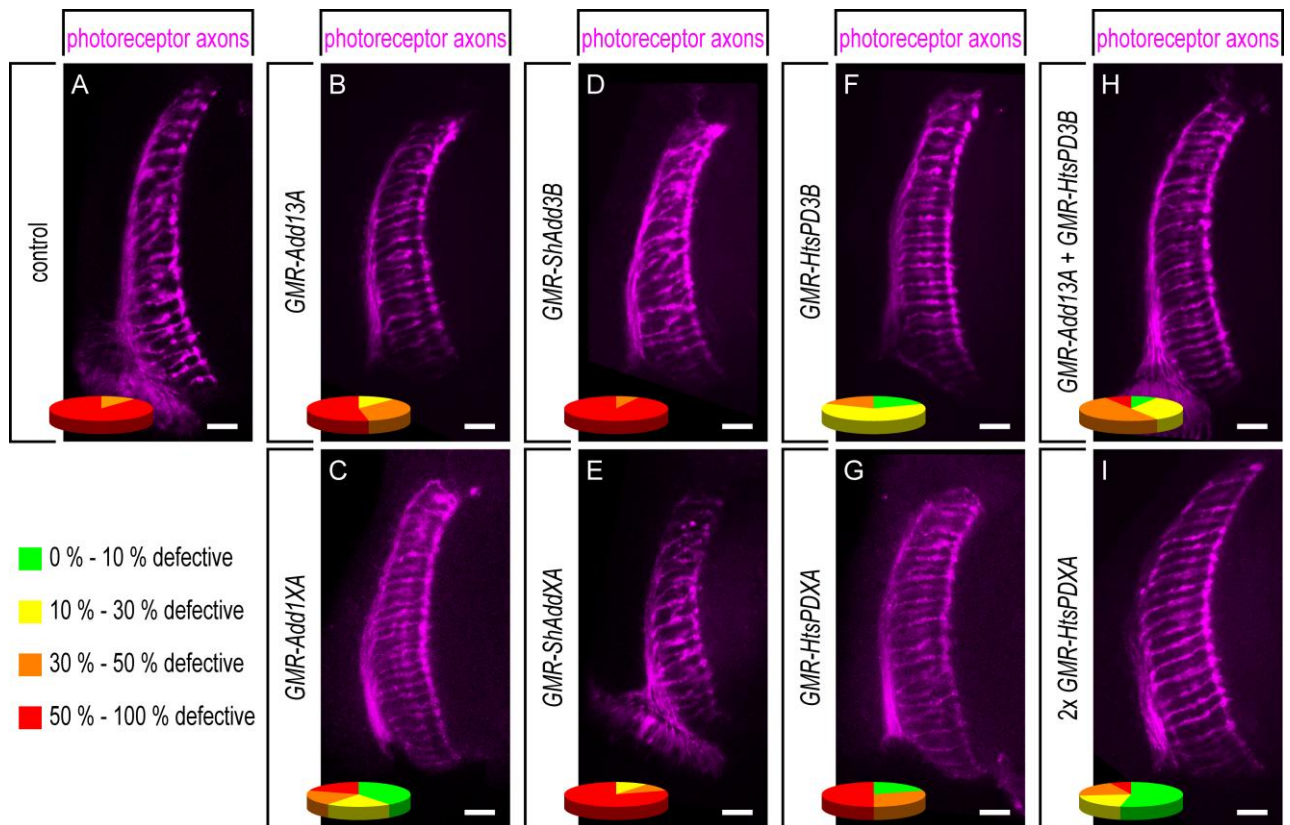 photoreceptor axons
photoreceptor axons
photoreceptor axons
photoreceptor axons
photoreceptor axons
control
A
GMR-Add13A
B
GMR-ShAdd3B
D
GMR-HtsPD3B
F
GMR-Add13A + GMR-HtsPD3B
H
GMR-Add1XA
C
GMR-ShAddXA
E
GMR-HtsPDXA
G
2x GMR-HtsPDXA
I
0 % - 10 % defective
10 % - 30 % defective
30 % - 50 % defective
50 % - 100 % defective